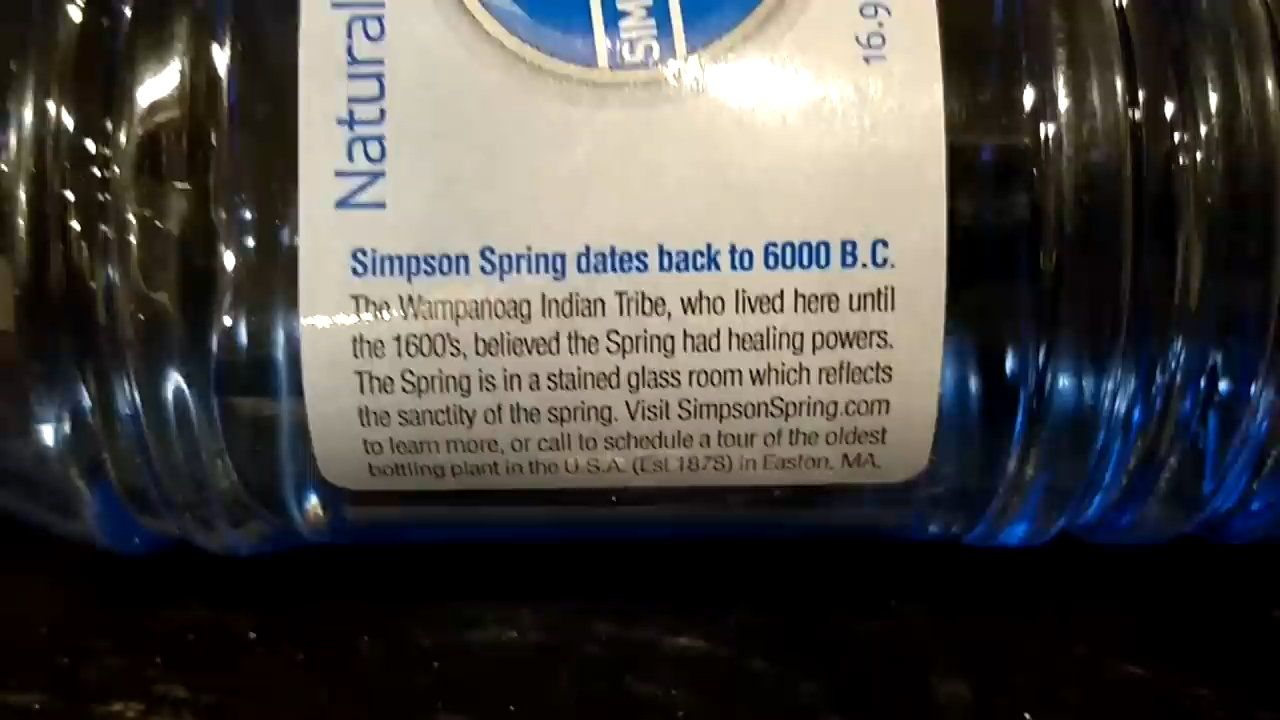 Natural
SIM
16.9
Simpson Spring dates back to 6000 B.C.
The Wampanoag Indian Tribe, who lived here until
the 1600's, believed the Spring had healing powers.
The Spring is in a stained glass room which reflects
the sanctity of the spring. Visit SimpsonSpring.com
to learn more, or call to schedule a tour of the oldest
bottling plant in the U.S.A. (Est 1878) in Easton, MA.